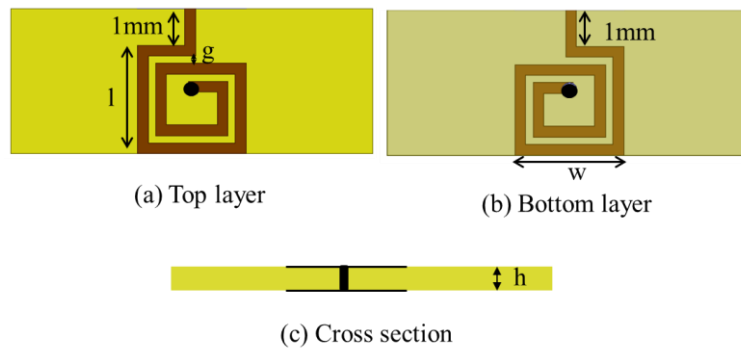 1mm
g
l
(a) Top layer
1mm
w
(b) Bottom layer
h
(c) Cross section